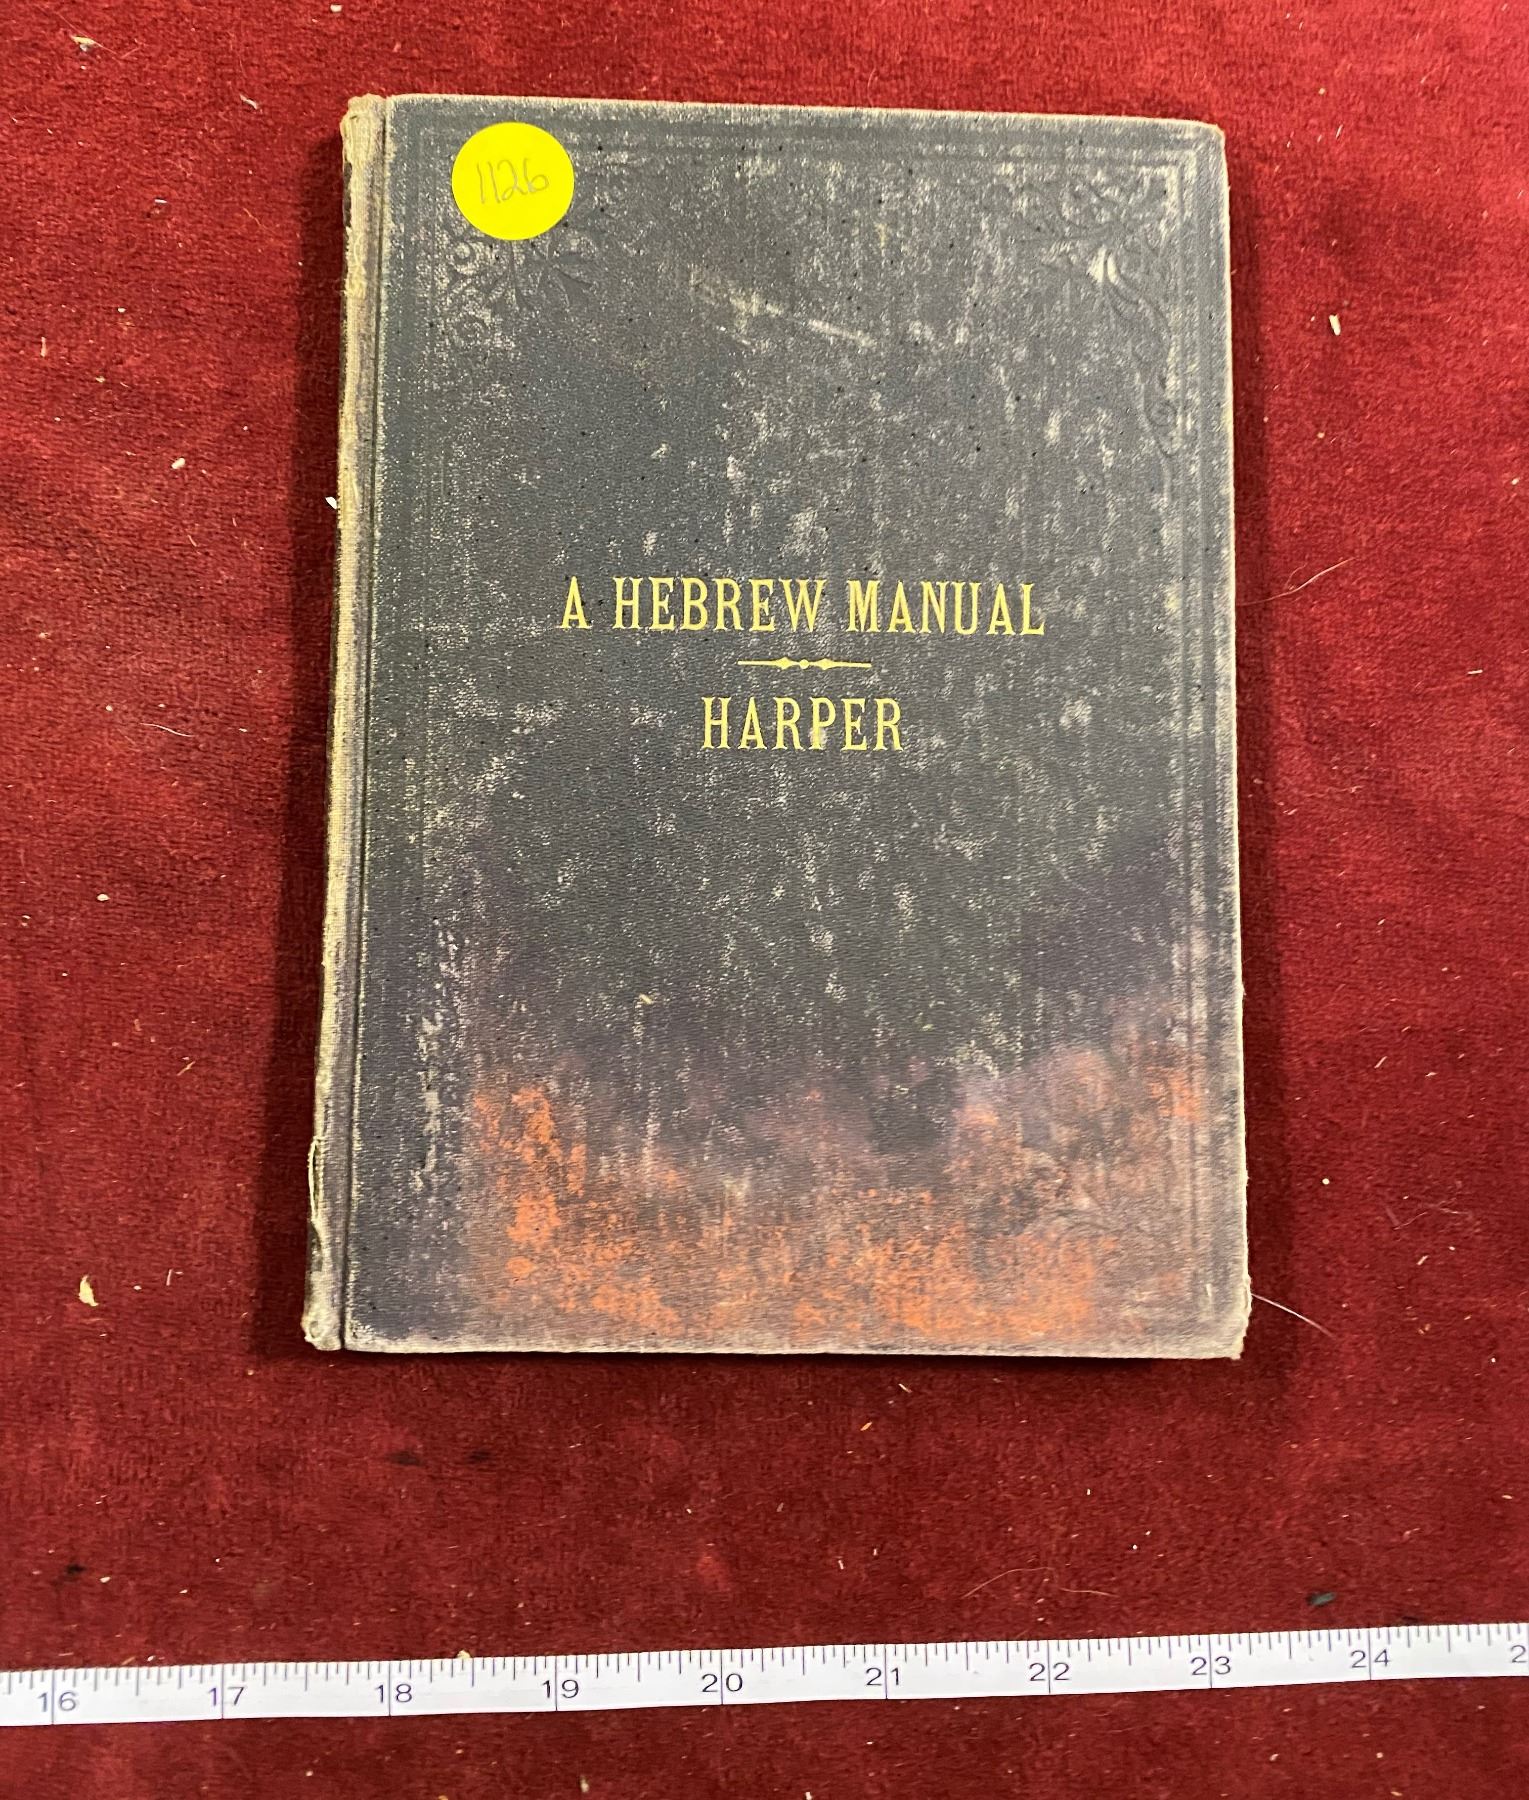 1126
A HEBREW MANUAL
HARPER
16 17 18 19 20 21 22 23 24